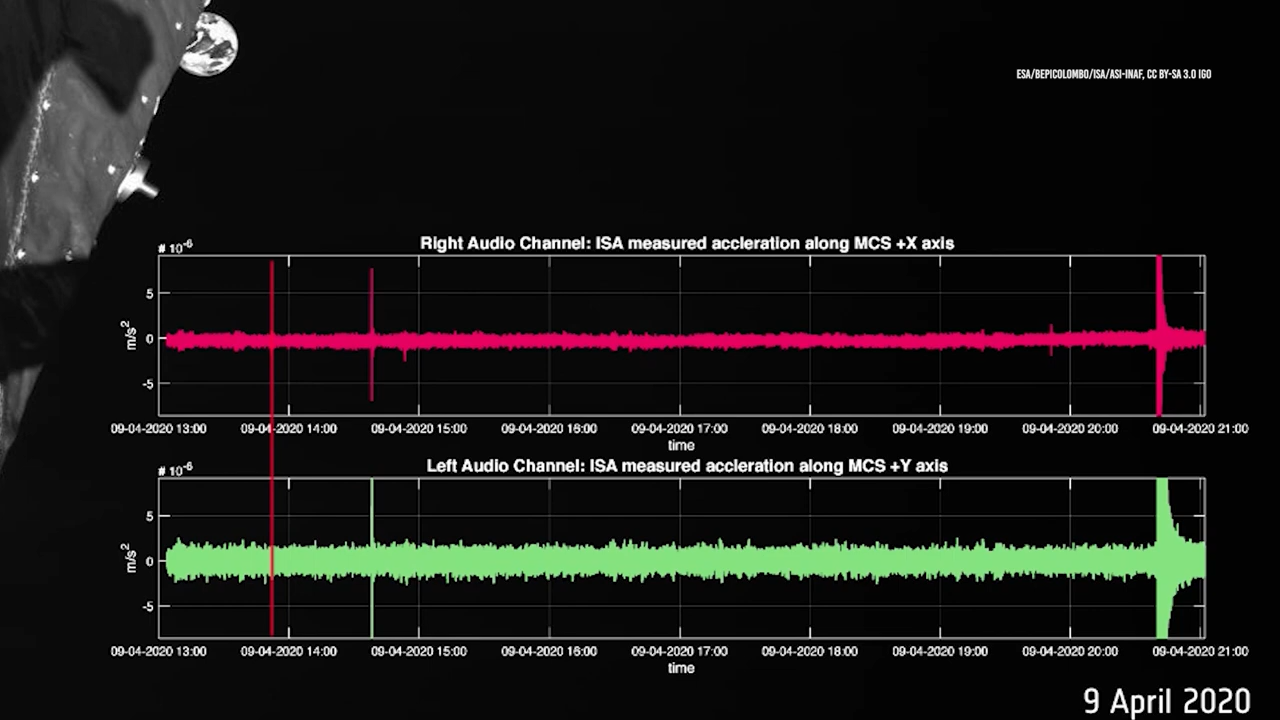 ESA/BEPICOLOMBO/ISA/ASI-INAF, CC BY-SA 3.0 IGO
# 10-6
Right Audio Channel: ISA measured accleration along MCS +X axis
5
0
-5
m/s2
09-04-2020 13:00 09-04-2020 14:00 09-04-2020 15:00 09-04-2020 16:00 09-04-2020 17:00 09-04-2020 18:00 09-04-2020 19:00 09-04-2020 20:00 09-04-2020 21:00
time
# 10-6
Left Audio Channel: ISA measured accleration along MCS +Y axis
5
0
-5
m/s2
09-04-2020 13:00 09-04-2020 14:00 09-04-2020 15:00 09-04-2020 16:00 09-04-2020 17:00 09-04-2020 18:00 09-04-2020 19:00 09-04-2020 20:00 09-04-2020 21:00
time
9 April 2020